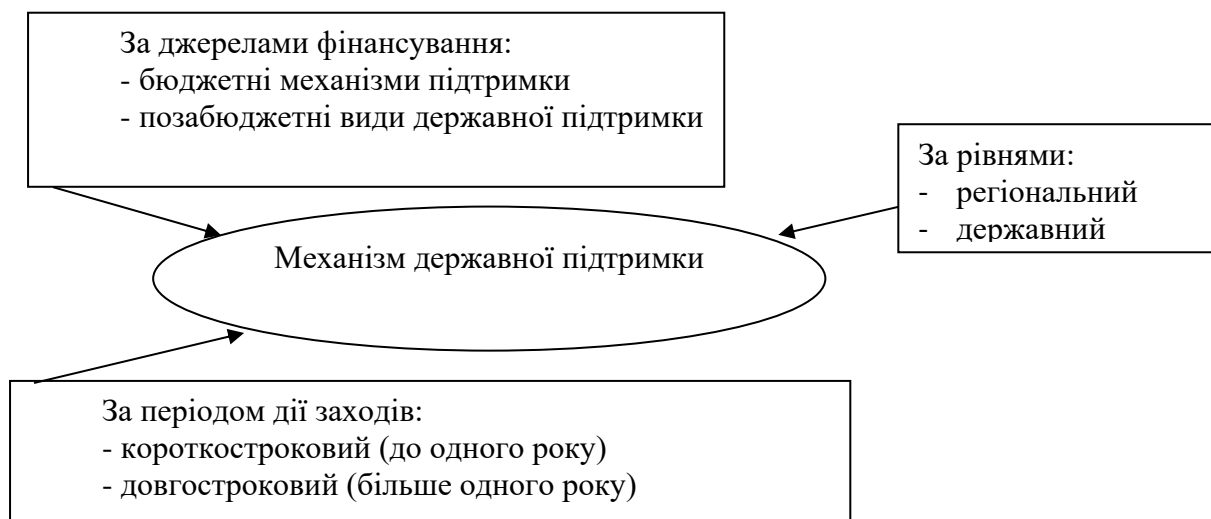 За джерелами фінансування:
- бюджетні механізми підтримки
- позабюджетні види державної підтримки
За рівнями:
- регіональний
- державний
Механізм державної підтримки
За періодом дії заходів:
- короткостроковий (до одного року)
- довгостроковий (більше одного року)